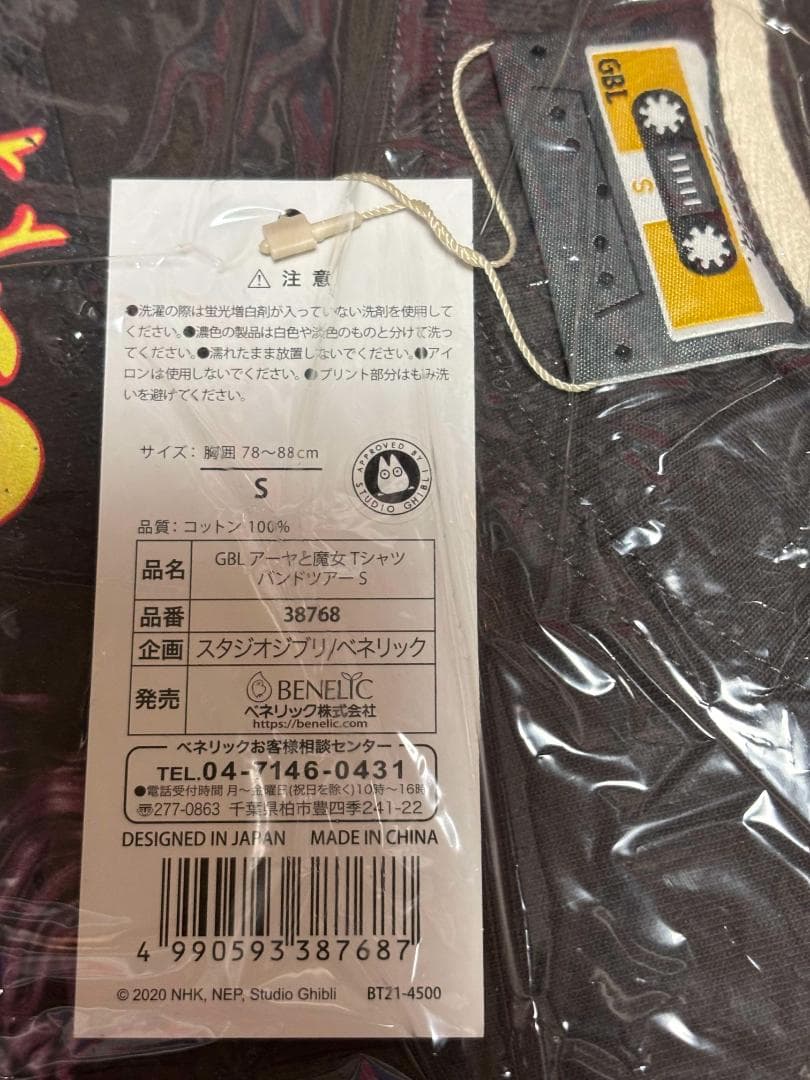 GBL
S
⚠ 注意
●洗濯の際は蛍光増白剤が入っていない洗剤を使用して
ください。●濃色の製品は白色や淡色のものと分けて洗っ
てください。●濡れたまま放置しないでください。●アイ
ロンは使用しないでください。●プリント部分はもみ洗
いを避けてください。
サイズ: 胸囲 78～88cm
S
APPROVED BY STUDIO GHIBLI
品質: コットン 100%
品名 GBL アーヤと魔女 Tシャツ
バンドツアー S
品番 38768
企画 スタジオジブリ/ベネリック
発売 BENELIC
ベネリック株式会社
https://benelic.com
ベネリックお客様相談センター
TEL.04-7146-0431
●電話受付時間 月～金曜日(祝日を除く)10時～16時
〒277-0863 千葉県柏市豊四季241-22
DESIGNED IN JAPAN MADE IN CHINA
4 990593 387687
© 2020 NHK, NEP, Studio Ghibli BT21-4500